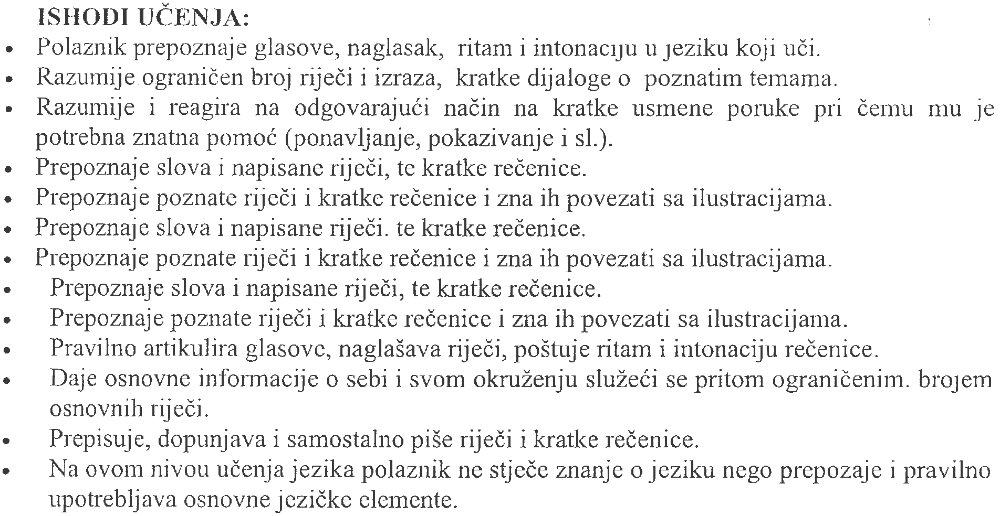 ISHODI UČENJA:
• Polaznik prepoznaje glasove, naglasak, ritam i intonaciju u jeziku koji uči.
• Razumije ograničen broj riječi i izraza, kratke dijaloge o poznatim temama.
• Razumije i reagira na odgovarajući način na kratke usmene poruke pri čemu mu je
potrebna znatna pomoć (ponavljanje, pokazivanje i sl.).
• Prepoznaje slova i napisane riječi, te kratke rečenice.
• Prepoznaje poznate riječi i kratke rečenice i zna ih povezati sa ilustracijama.
• Prepoznaje slova i napisane riječi. te kratke rečenice.
• Prepoznaje poznate riječi i kratke rečenice i zna ih povezati sa ilustracijama.
• Prepoznaje slova i napisane riječi, te kratke rečenice.
• Prepoznaje poznate riječi i kratke rečenice i zna ih povezati sa ilustracijama.
• Pravilno artikulira glasove, naglašava riječi, poštuje ritam i intonaciju rečenice.
• Daje osnovne informacije o sebi i svom okruženju služeći se pritom ograničenim. brojem
osnovnih riječi.
• Prepisuje, dopunjava i samostalno piše riječi i kratke rečenice.
• Na ovom nivou učenja jezika polaznik ne stječe znanje o jeziku nego prepozaje i pravilno
upotrebljava osnovne jezičke elemente.